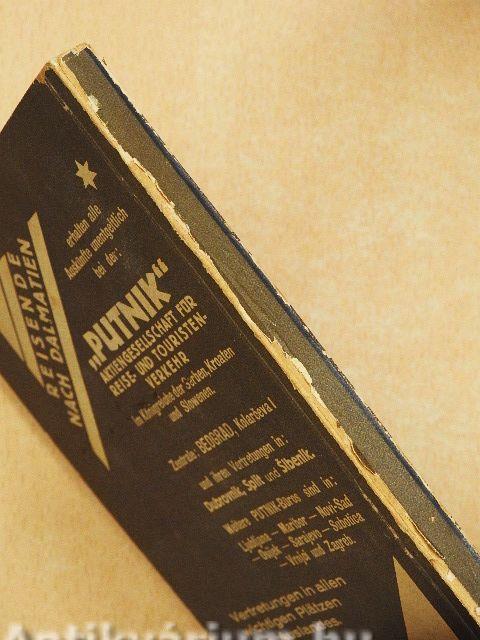 REISENDE
NACH DALMATIEN
erhalten alle
Auskünfte unentgeltlich
bei der:
„PUTNIK“
AKTIENGESELLSCHAFT FÜR
REISE- UND TOURISTEN-
VERKEHR
im Königreiche der Serben, Kroaten
und Slowenen.
Zentrale: BEOGRAD, Kolarčeva 1
und ihren Vertretungen in:
Dubrovnik, Split und Šibenik.
Weitere PUTNIK-Büros sind in:
Ljubljana — Maribor — Novi-Sad
— Sarajevo — Subotica
— Vršac und Zagreb.
Vertretungen in allen
wichtigen Plätzen
Antikvárium.hu